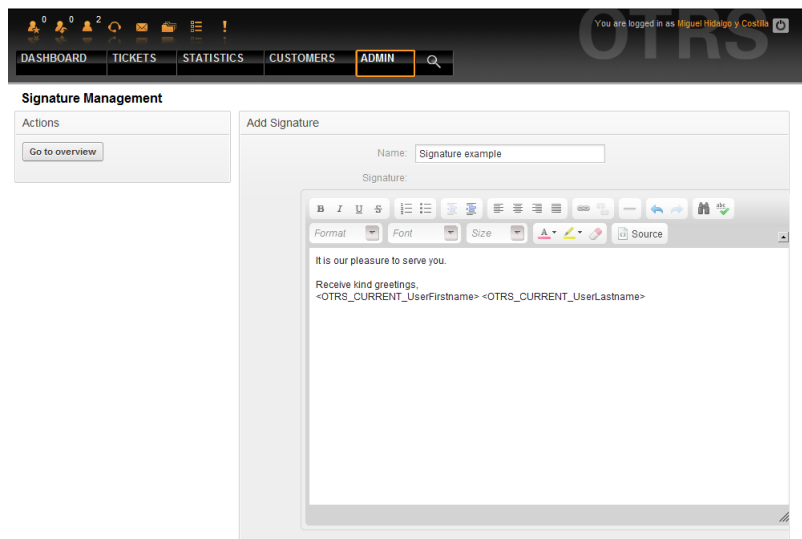 0 0 2
You are logged in as Miguel Hidalgo y Costilla
OTRS
DASHBOARD TICKETS STATISTICS CUSTOMERS ADMIN
Signature Management
Actions
Go to overview
Add Signature
Name: Signature example
Signature:
B I U S abc
Format Font Size A Source
It is our pleasure to serve you.
Receive kind greetings,
<OTRS_CURRENT_UserFirstname> <OTRS_CURRENT_UserLastname>